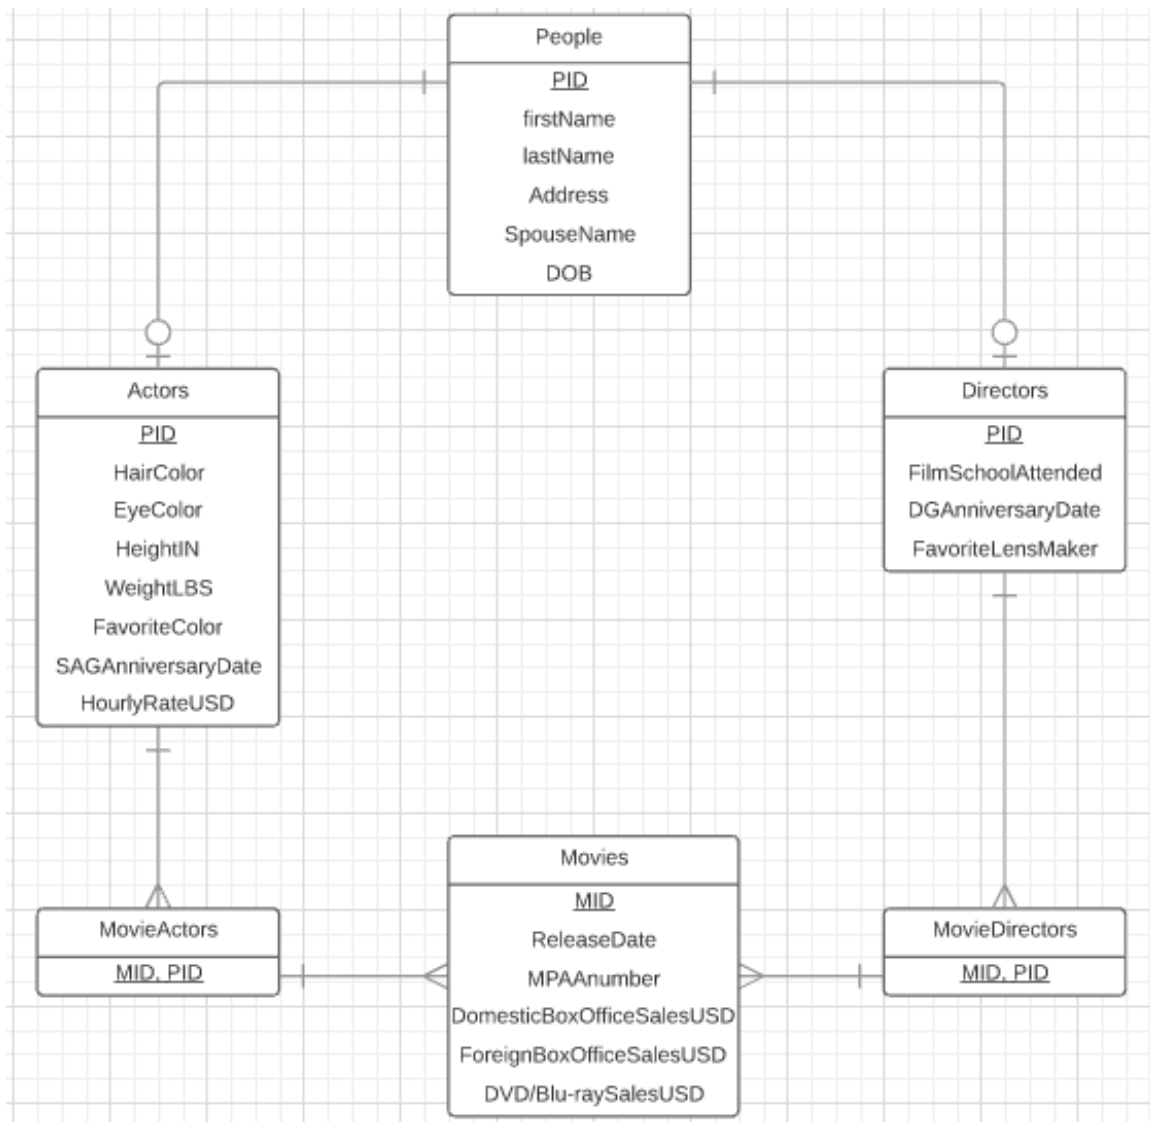 People
PID
firstName
lastName
Address
SpouseName
DOB
Actors
PID
HairColor
EyeColor
HeightIN
WeightLBS
FavoriteColor
SAGAnniversaryDate
HourlyRateUSD
Directors
PID
FilmSchoolAttended
DGAnniversaryDate
FavoriteLensMaker
MovieActors
MID, PID
Movies
MID
ReleaseDate
MPAAnumber
DomesticBoxOfficeSalesUSD
ForeignBoxOfficeSalesUSD
DVD/Blu-raySalesUSD
MovieDirectors
MID, PID